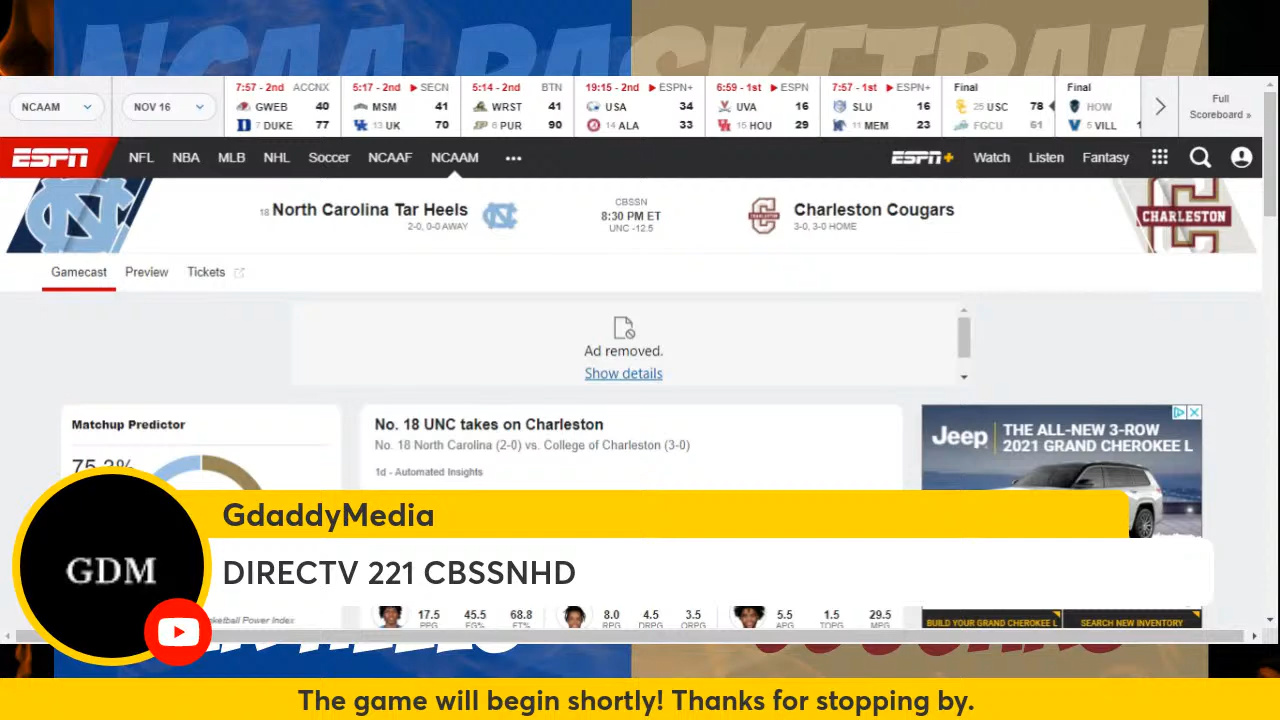 NCAA BASKETBALL
NCAAM
NOV 16
7:57 - 2nd ACCNX
GWEB 40
7 DUKE 77
5:17 - 2nd SECN
MSM 41
13 UK 70
5:14 - 2nd BTN
WRST 41
6 PUR 90
19:15 - 2nd ESPN+
USA 34
14 ALA 33
6:59 - 1st ESPN
UVA 16
15 HOU 29
7:57 - 1st ESPN+
SLU 16
11 MEM 23
Final
25 USC 78
FGCU 61
Final
HOW
5 VILL
Full
Scoreboard »
ESPN NFL NBA MLB NHL Soccer NCAAF NCAAM ••• ESPN+ Watch Listen Fantasy
18 North Carolina Tar Heels
2-0, 0-0 AWAY
CBSSN
8:30 PM ET
UNC -12.5
Charleston Cougars
3-0, 3-0 HOME
CHARLESTON
CHARLESTON
Gamecast Preview Tickets
Ad removed.
Show details
Matchup Predictor
75.2%
No. 18 UNC takes on Charleston
No. 18 North Carolina (2-0) vs. College of Charleston (3-0)
1d - Automated Insights
Jeep THE ALL-NEW 3-ROW
2021 GRAND CHEROKEE L
GdaddyMedia
GDM
DIRECTV 221 CBSSNHD
17.5 45.5 68.8 8.0 4.5 3.5 5.5 1.5 29.5
PPG FG% FT% RPG DRPG ORPG APG TOPG MPG
ketball Power Index
BUILD YOUR GRAND CHEROKEE L SEARCH NEW INVENTORY
HEELS
COUGARS
The game will begin shortly! Thanks for stopping by.